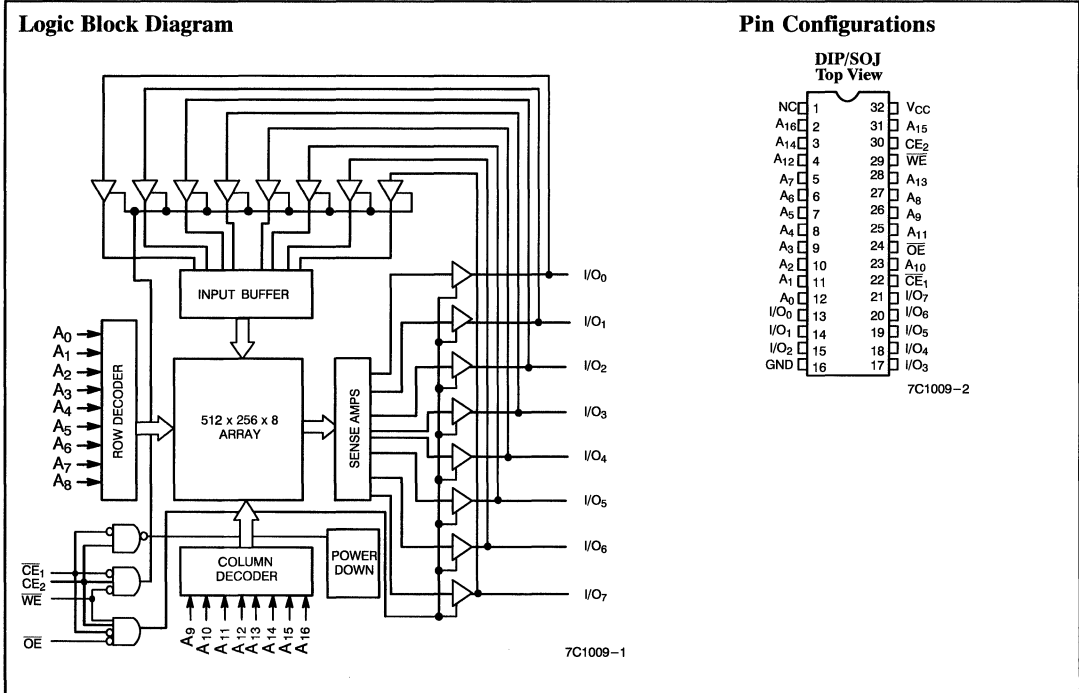 Logic Block Diagram
INPUT BUFFER
A0
A1
A2
A3
A4
A5
A6
A7
A8
ROW DECODER
512 x 256 x 8
ARRAY
SENSE AMPS
I/O0
I/O1
I/O2
I/O3
I/O4
I/O5
I/O6
I/O7
CE1
CE2
WE
OE
COLUMN
DECODER
POWER
DOWN
A9
A10
A11
A12
A13
A14
A15
A16
7C1009–1
Pin Configurations
DIP/SOJ
Top View
NC 1 32 VCC
A16 2 31 A15
A14 3 30 CE2
A12 4 29 WE
A7 5 28 A13
A6 6 27 A8
A5 7 26 A9
A4 8 25 A11
A3 9 24 OE
A2 10 23 A10
A1 11 22 CE1
A0 12 21 I/O7
I/O0 13 20 I/O6
I/O1 14 19 I/O5
I/O2 15 18 I/O4
GND 16 17 I/O3
7C1009–2